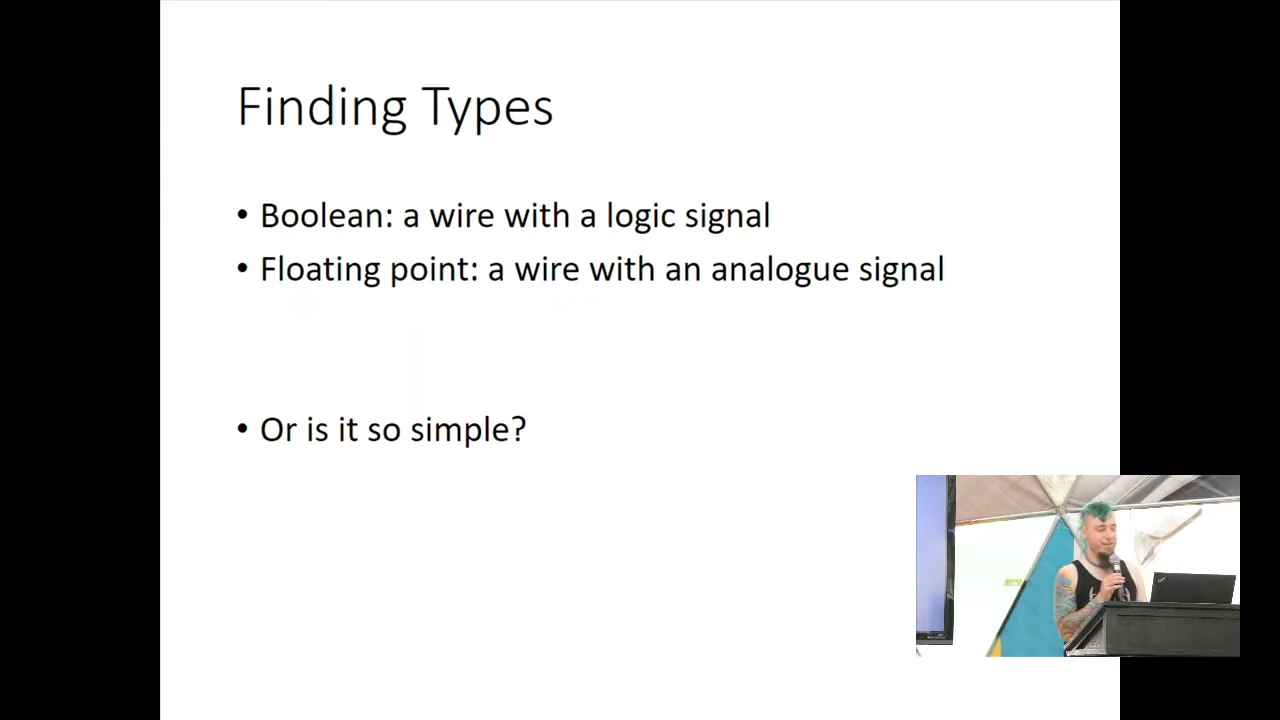 Finding Types
• Boolean: a wire with a logic signal
• Floating point: a wire with an analogue signal
• Or is it so simple?